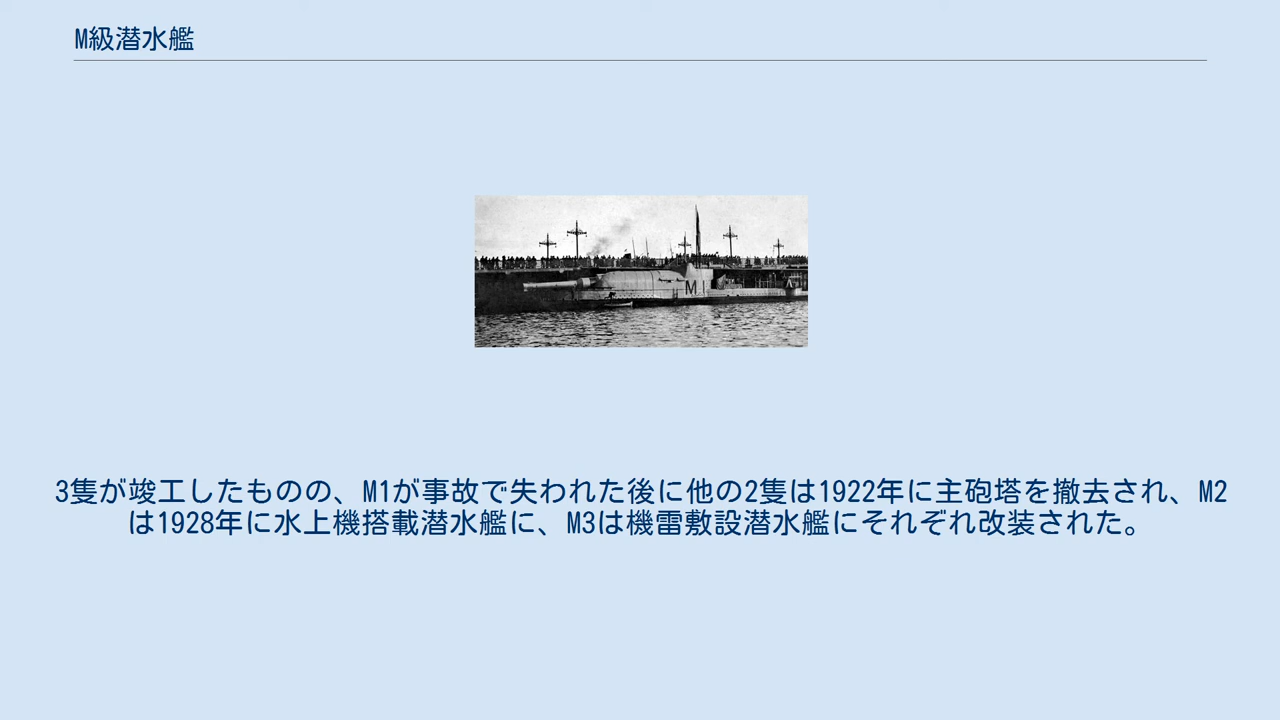 M級潜水艦
M1
3隻が竣工したものの、M1が事故で失われた後に他の2隻は1922年に主砲塔を撤去され、M2
は1928年に水上機搭載潜水艦に、M3は機雷敷設潜水艦にそれぞれ改装された。